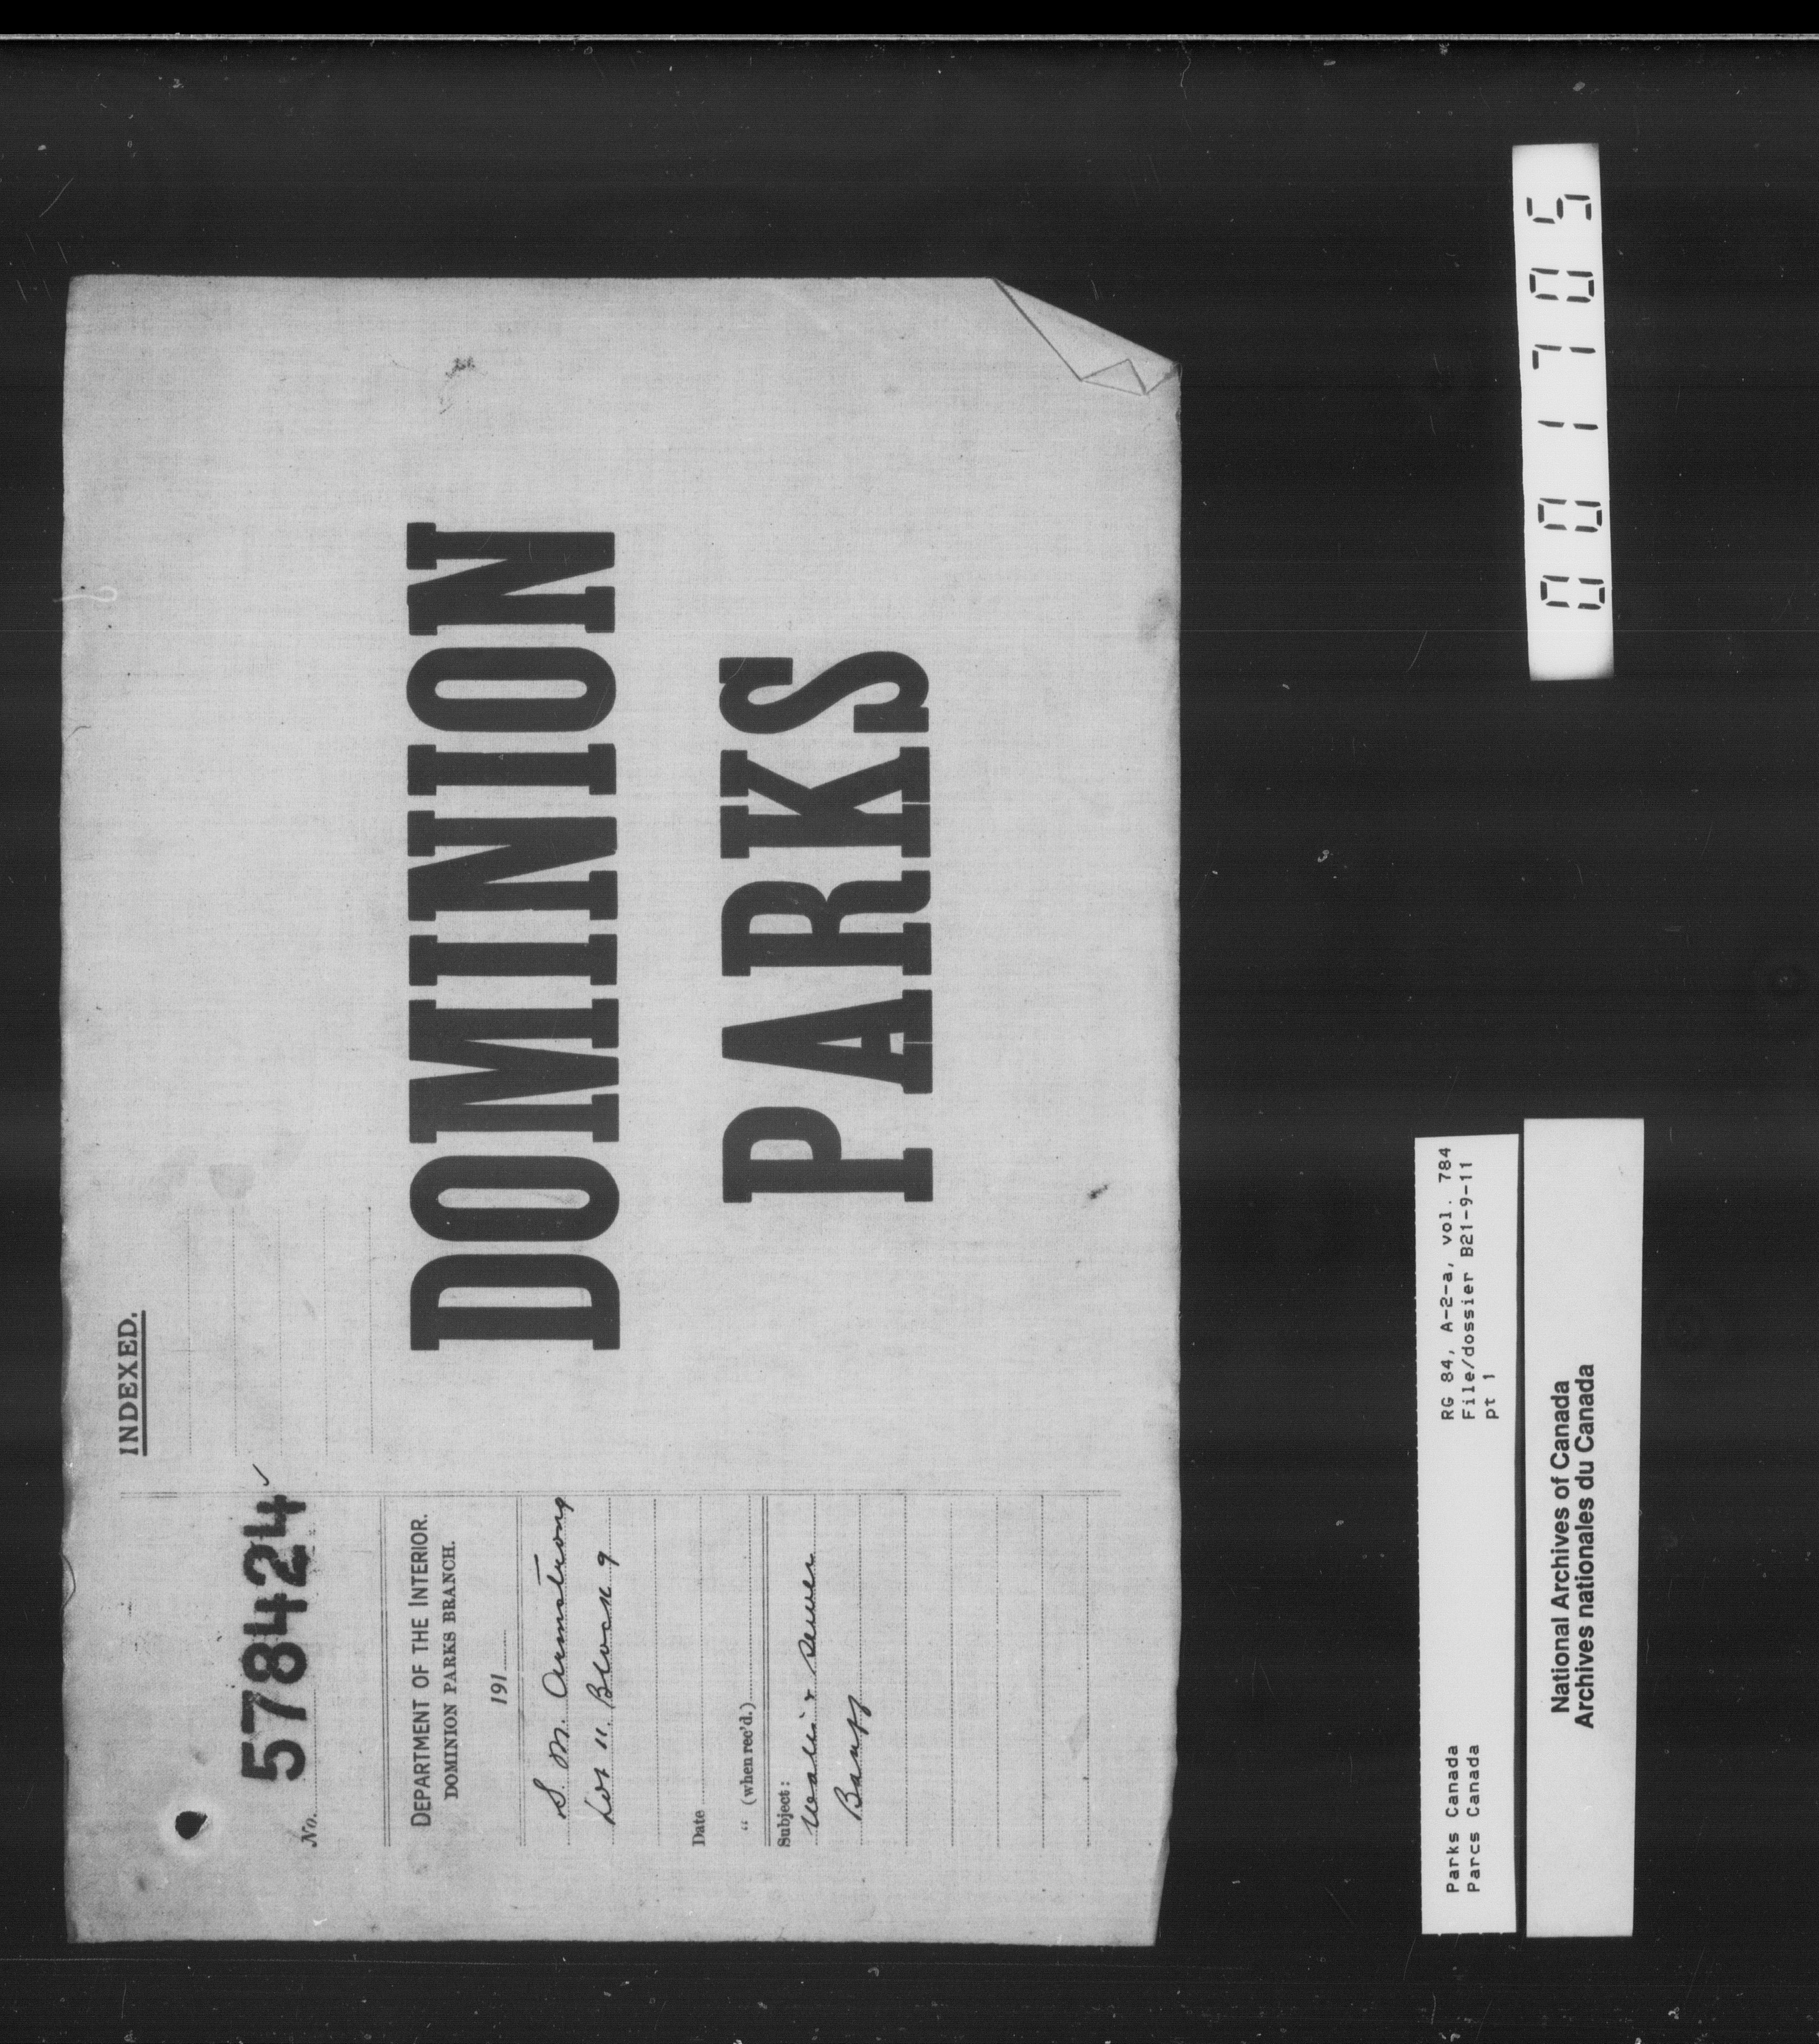 INDEXED.
No. 578424 ✓
DEPARTMENT OF THE INTERIOR.
DOMINION PARKS BRANCH.
191
S. M. Armstrong
Lot 11. Block 9
Date
" (when rec'd.)
Subject:
Water & Sewer
Banff
DOMINION
PARKS
001705
Parks Canada
Parcs Canada
RG 84, A-2-a, vol. 784
File/dossier B21-9-11
pt 1
National Archives of Canada
Archives nationales du Canada